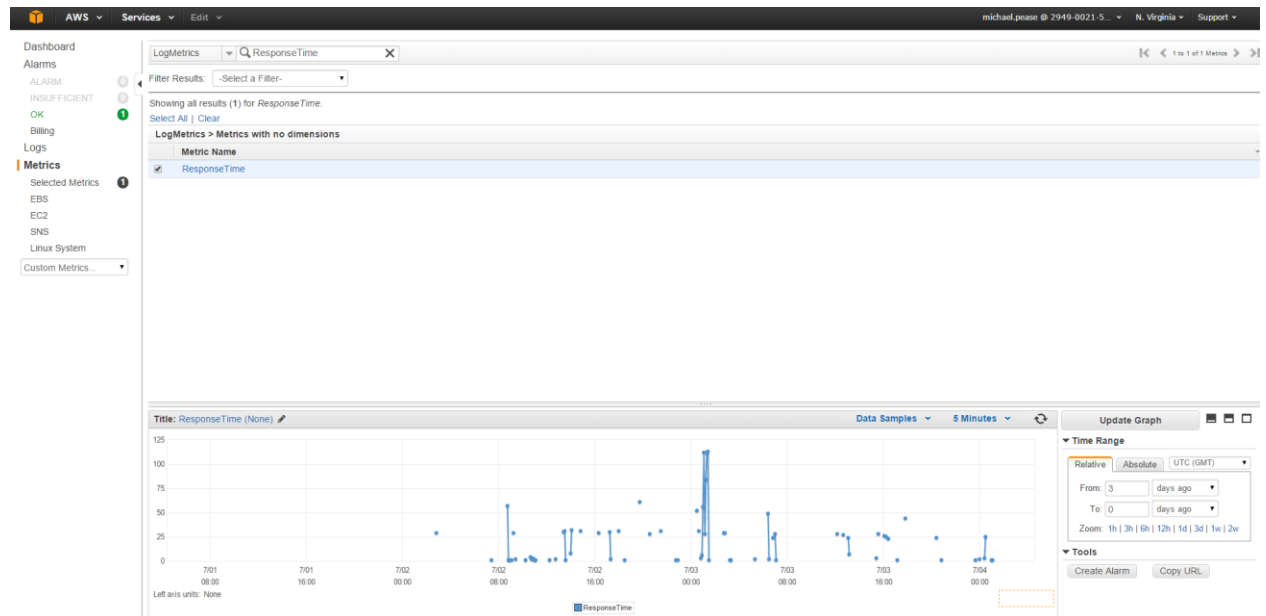 AWS Services Edit michael.pease @ 2949-0021-5... N. Virginia Support
Dashboard
Alarms
ALARM 0
INSUFFICIENT 0
OK 1
Billing
Logs
Metrics
Selected Metrics 1
EBS
EC2
SNS
Linux System
Custom Metrics...
LogMetrics ResponseTime X
1 to 1 of 1 Metrics
Filter Results: -Select a Filter-
Showing all results (1) for ResponseTime.
Select All | Clear
LogMetrics > Metrics with no dimensions
Metric Name
ResponseTime
Title: ResponseTime (None) Data Samples 5 Minutes
125
100
75
50
25
0
7/01 7/01 7/02 7/02 7/02 7/03 7/03 7/03 7/04
08:00 16:00 00:00 08:00 16:00 00:00 08:00 16:00 00:00
Left axis units: None
ResponseTime
Update Graph
Time Range
Relative Absolute UTC (GMT)
From: 3 days ago
To: 0 days ago
Zoom: 1h | 3h | 6h | 12h | 1d | 3d | 1w | 2w
Tools
Create Alarm Copy URL